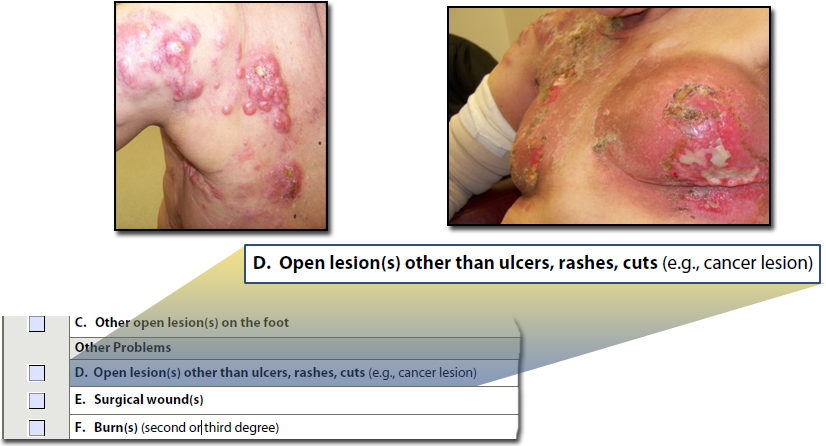 D. Open lesion(s) other than ulcers, rashes, cuts (e.g., cancer lesion)
C. Other open lesion(s) on the foot
Other Problems
D. Open lesion(s) other than ulcers, rashes, cuts (e.g., cancer lesion)
E. Surgical wound(s)
F. Burn(s) (second or third degree)